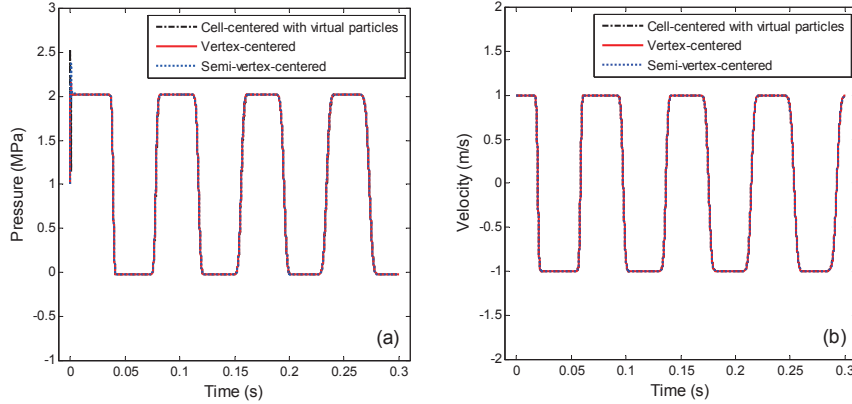 Cell-centered with virtual particles
Vertex-centered
Semi-vertex-centered
3
2.5
2
1.5
1
0.5
0
-0.5
-1
Pressure (MPa)
0
0.05
0.1
0.15
0.2
0.25
0.3
Time (s)
(a)
Cell-centered with virtual particles
Vertex-centered
Semi-vertex-centered
2
1.5
1
0.5
0
-0.5
-1
-1.5
-2
Velocity (m/s)
0
0.05
0.1
0.15
0.2
0.25
0.3
Time (s)
(b)